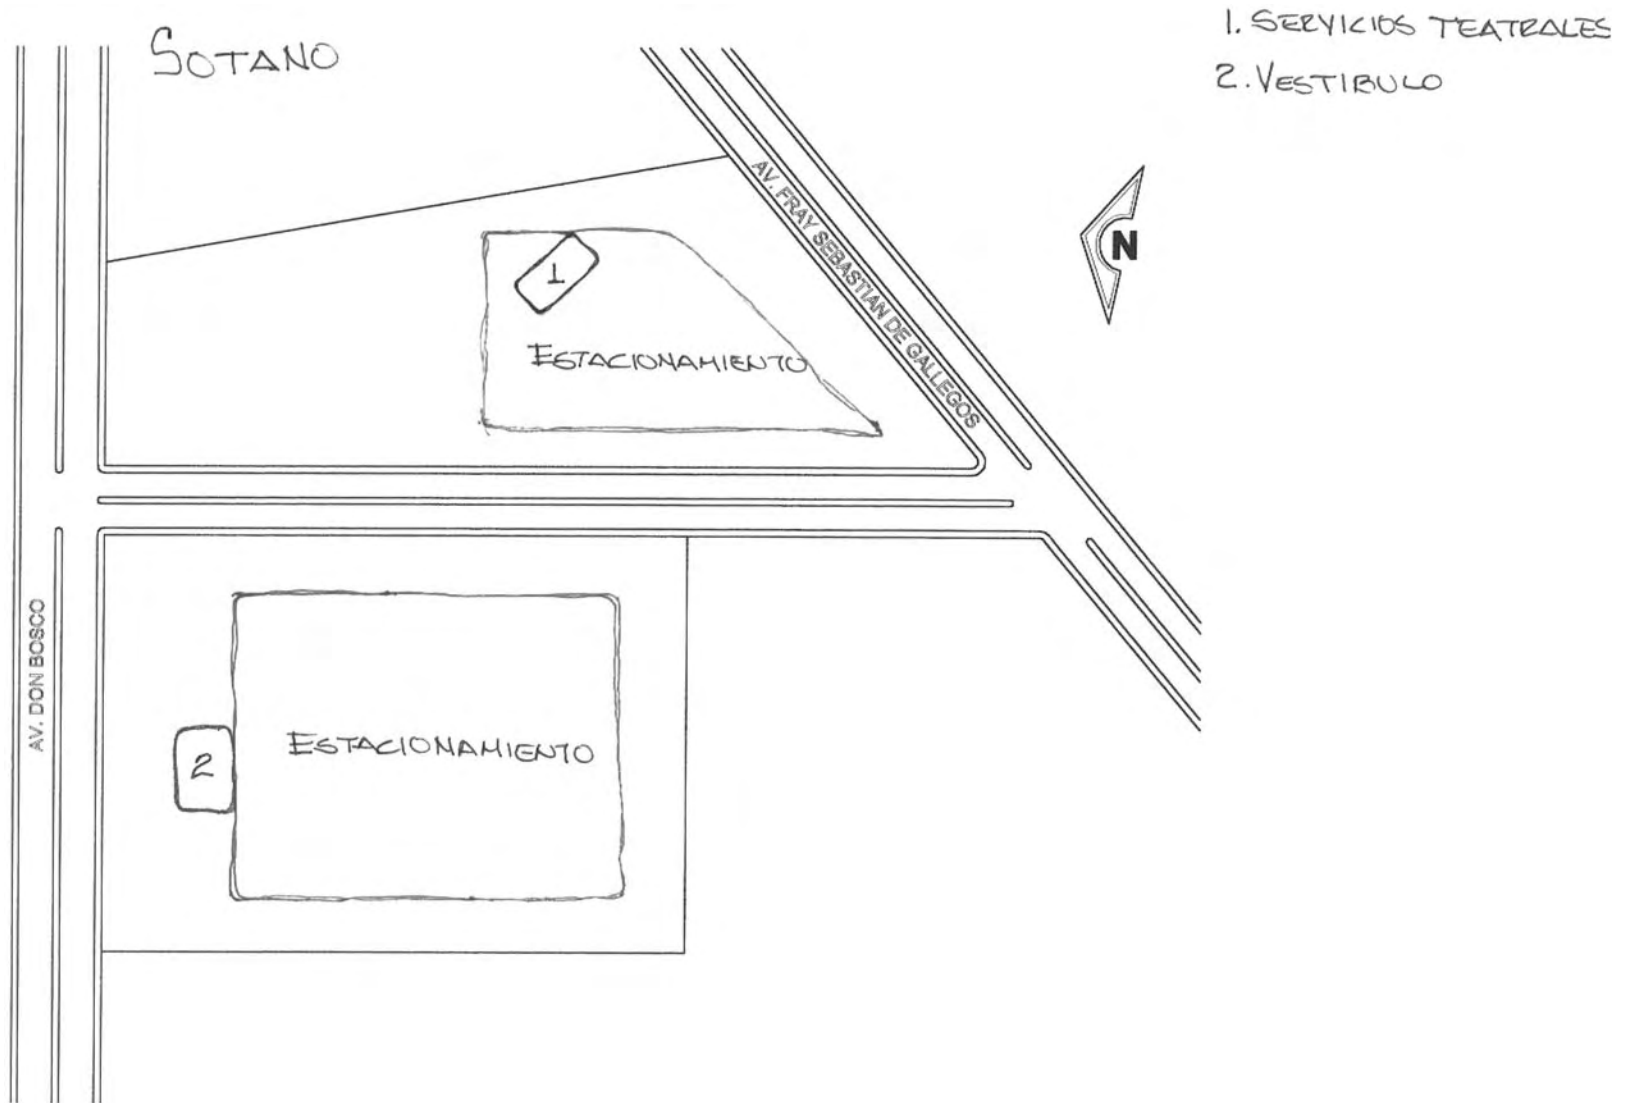 SOTANO
1. SERVICIOS TEATRALES
2. VESTIBULO
AV. FRAY SEBASTIAN DE GALLEGOS
N
1
ESTACIONAMIENTO
AV. DON BOSCO
2
ESTACIONAMIENTO